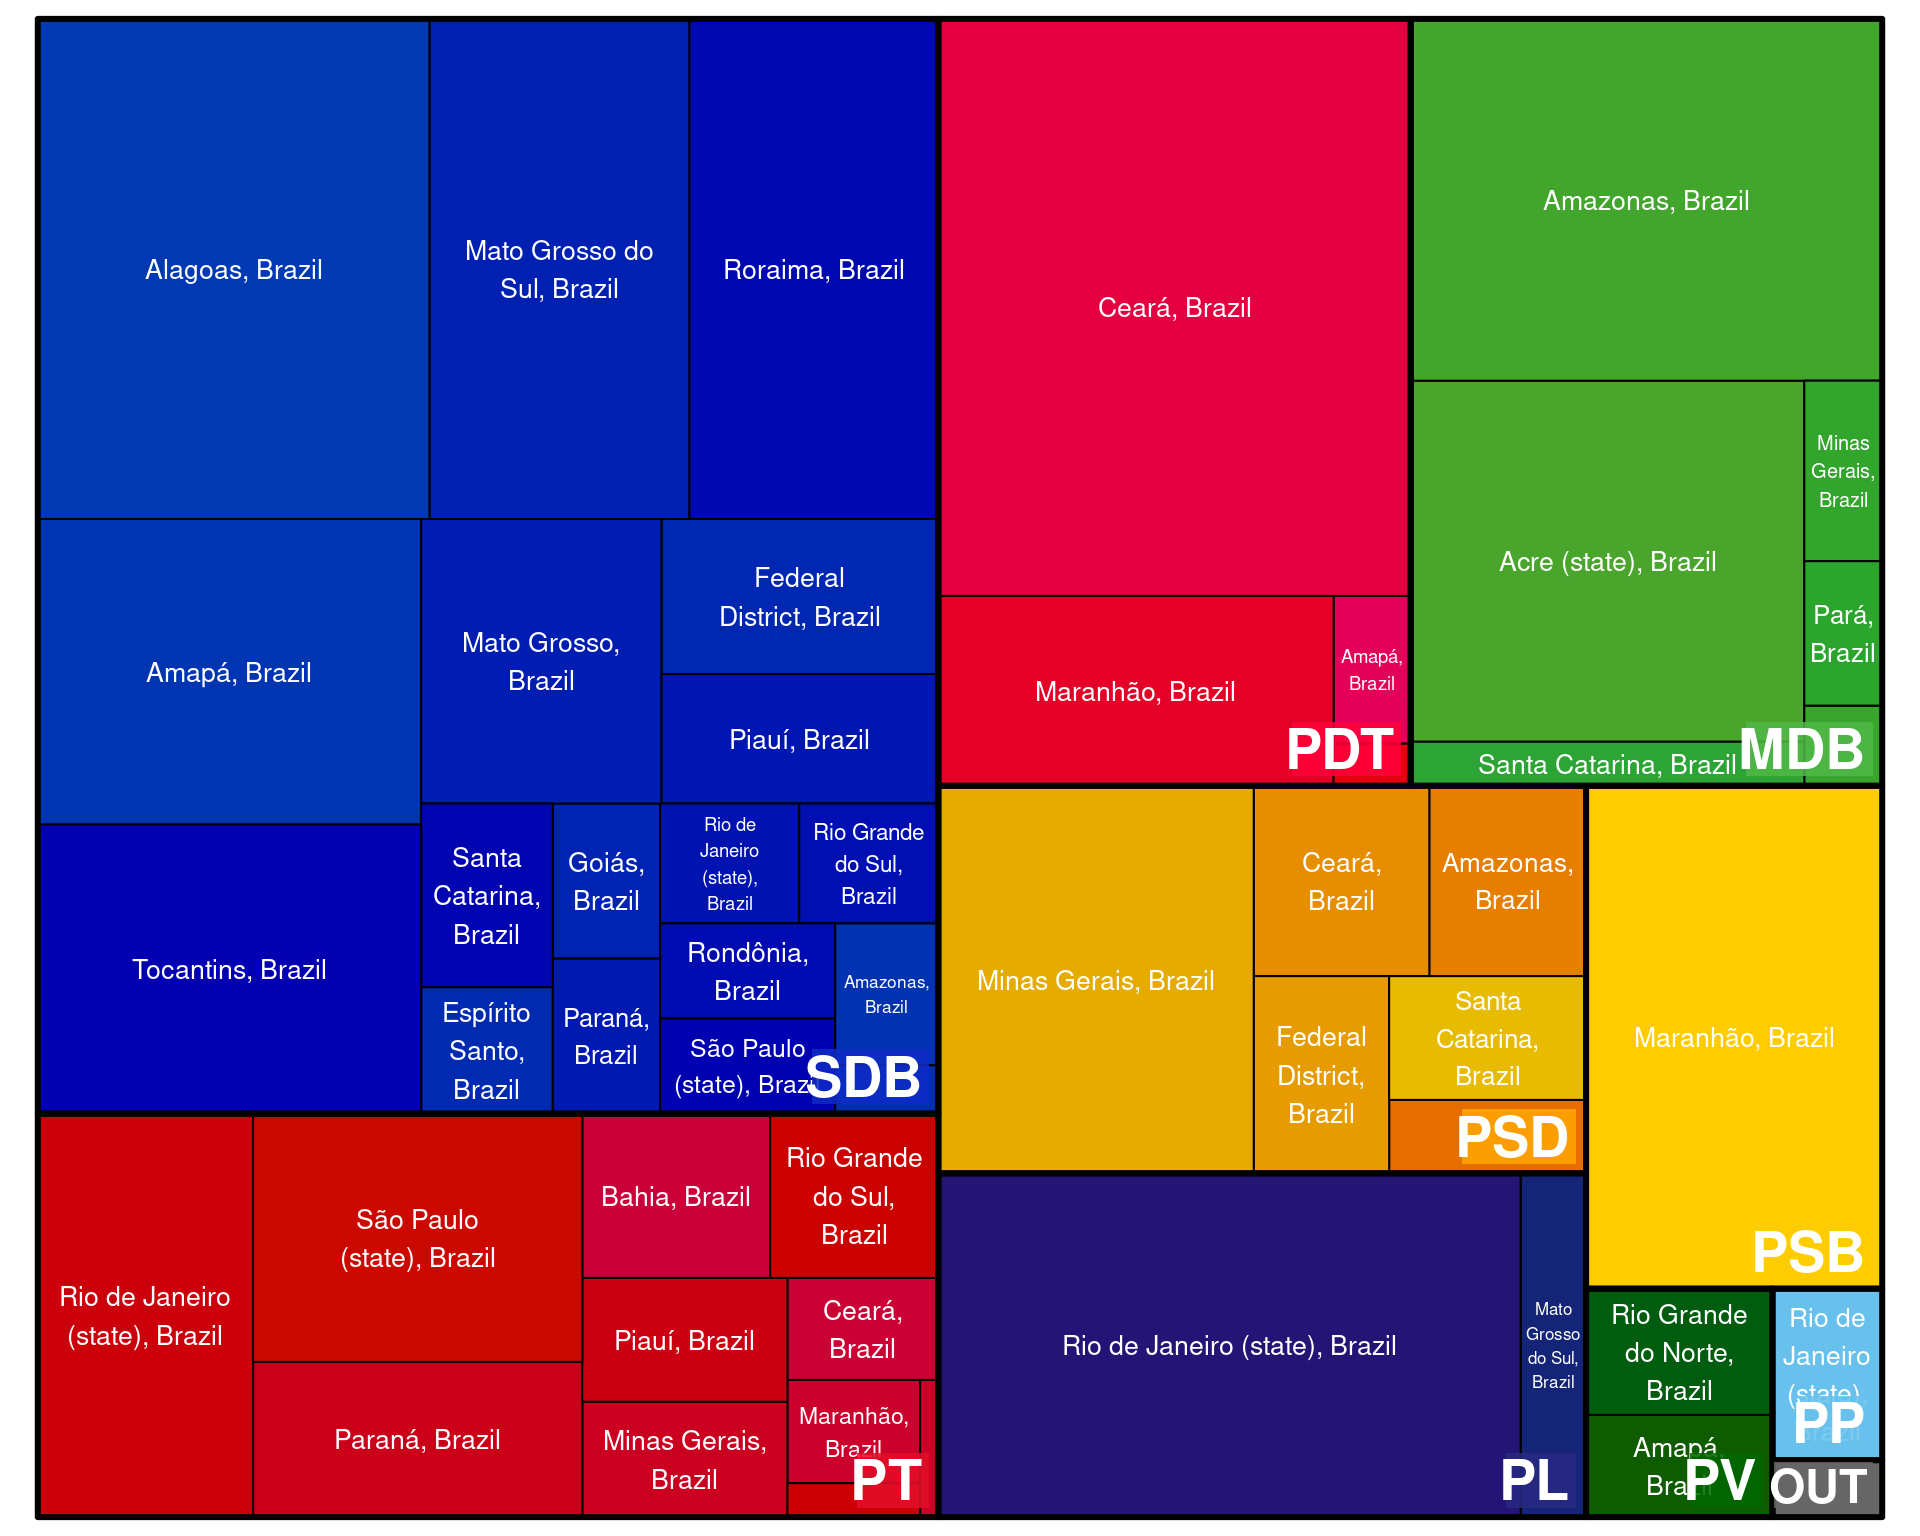 Alagoas, Brazil
Mato Grosso do
Sul, Brazil
Roraima, Brazil
Amapá, Brazil
Mato Grosso,
Brazil
Federal
District, Brazil
Piauí, Brazil
Tocantins, Brazil
Santa
Catarina,
Brazil
Goiás,
Brazil
Rio de
Janeiro
(state),
Brazil
Rio Grande
do Sul,
Brazil
Espírito
Santo,
Brazil
Paraná,
Brazil
Rondônia,
Brazil
Amazonas,
Brazil
São Paulo
(state), Brazil
SDB
Ceará, Brazil
Maranhão, Brazil
Amapá,
Brazil
PDT
Amazonas, Brazil
Acre (state), Brazil
Minas
Gerais,
Brazil
Pará,
Brazil
Santa Catarina, Brazil
MDB
Rio de Janeiro
(state), Brazil
São Paulo
(state), Brazil
Paraná, Brazil
Bahia, Brazil
Rio Grande
do Sul,
Brazil
Piauí, Brazil
Ceará,
Brazil
Minas Gerais,
Brazil
Maranhão,
Brazil
PT
Minas Gerais, Brazil
Ceará,
Brazil
Amazonas,
Brazil
Federal
District,
Brazil
Santa
Catarina,
Brazil
PSD
Maranhão, Brazil
PSB
Rio de Janeiro (state), Brazil
Mato
Grosso
do Sul,
Brazil
PL
Rio Grande
do Norte,
Brazil
Amapá,
Brazil
PV
Rio de
Janeiro
(state),
Brazil
PP
OUT